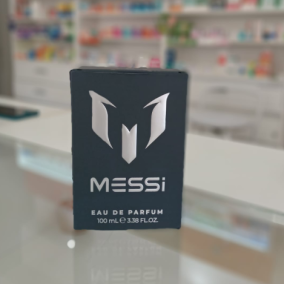 MESSi
EAU DE PARFUM
100 mL ℮ 3.38 FL.OZ.